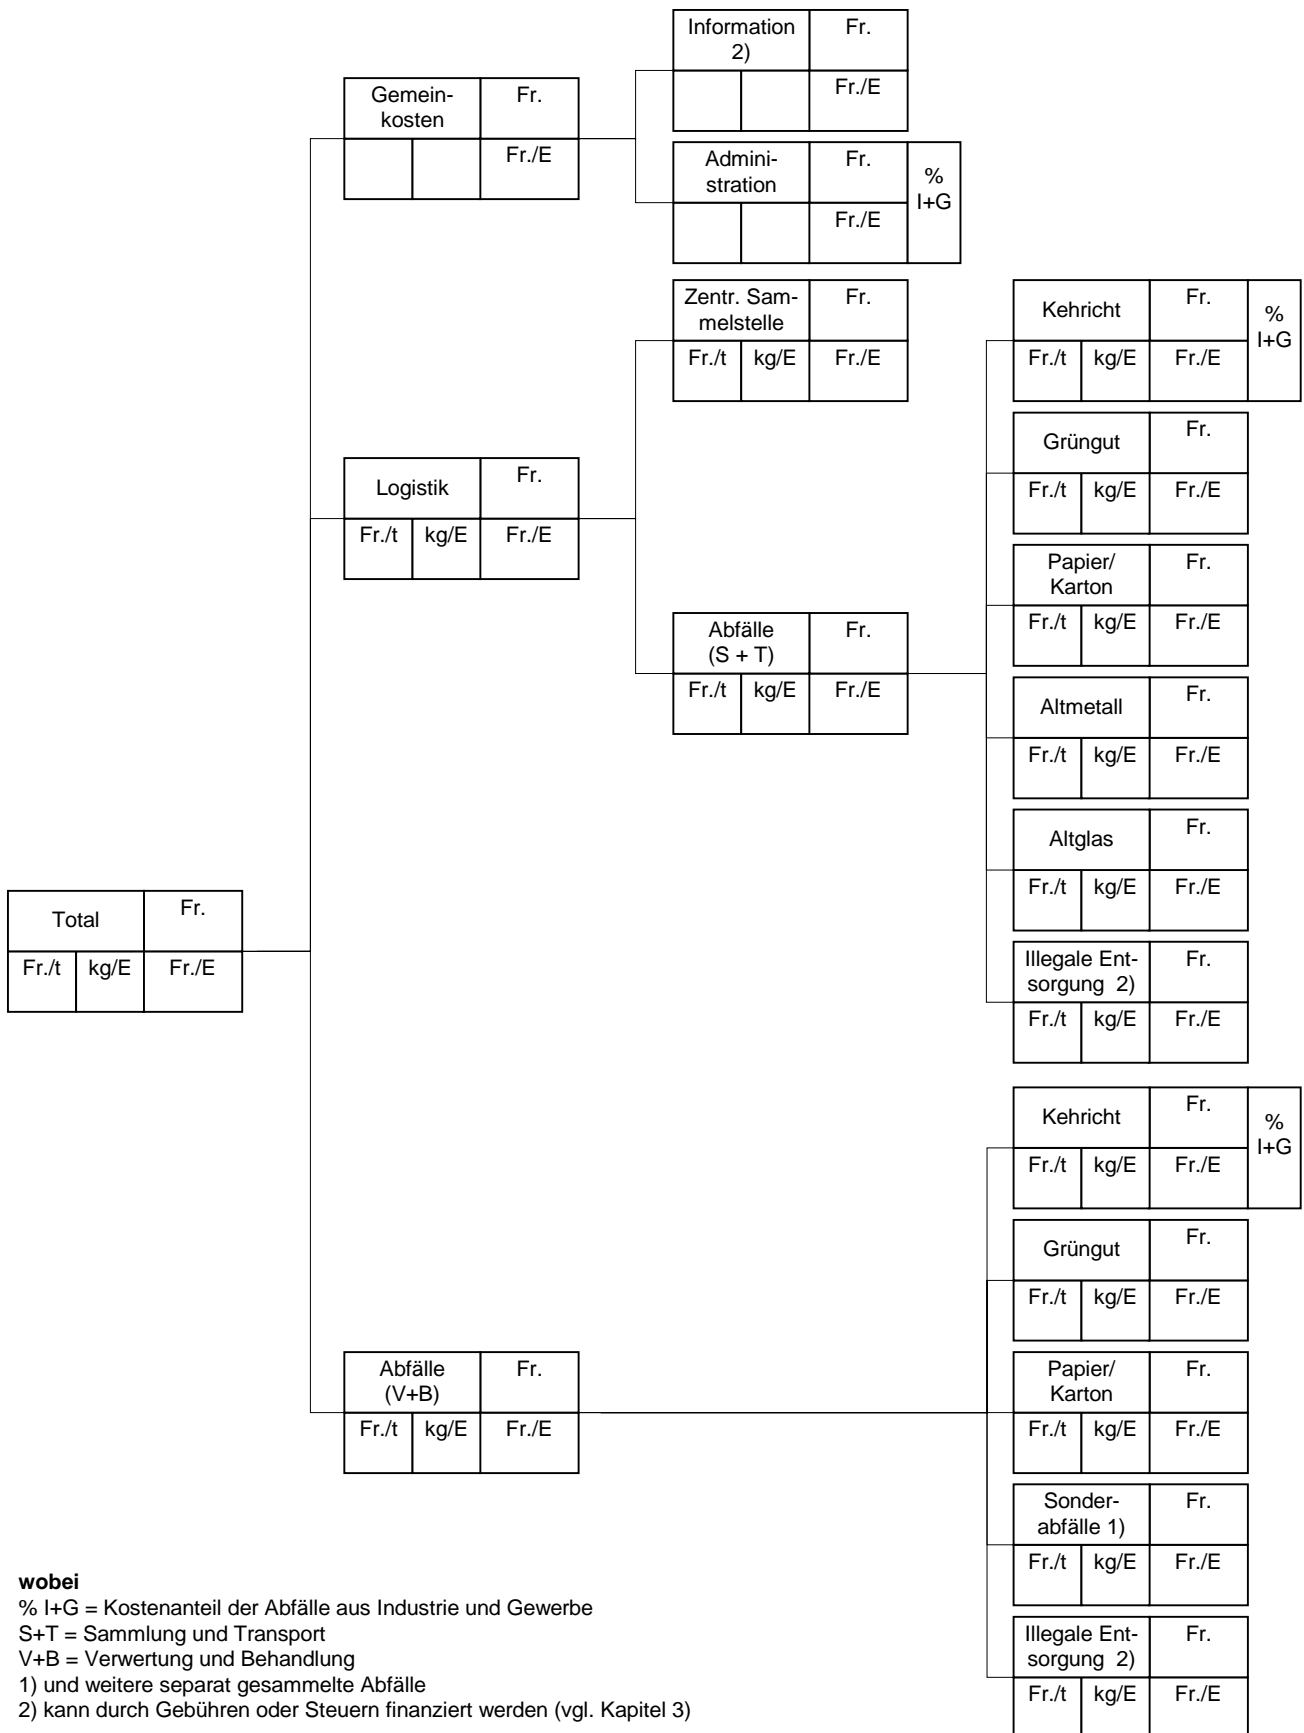 Information
2)
Fr.
Fr./E
Gemein-
kosten
Fr.
Fr./E
Admini-
stration
Fr.
Fr./E
%
I+G
Zentr. Sam-
melstelle
Fr.
Fr./t kg/E Fr./E
Kehricht
Fr.
Fr./t kg/E Fr./E
%
I+G
Grüngut
Fr.
Fr./t kg/E Fr./E
Logistik
Fr.
Fr./t kg/E Fr./E
Papier/
Karton
Fr.
Fr./t kg/E Fr./E
Abfälle
(S + T)
Fr.
Fr./t kg/E Fr./E
Altmetall
Fr.
Fr./t kg/E Fr./E
Altglas
Fr.
Fr./t kg/E Fr./E
Total
Fr.
Fr./t kg/E Fr./E
Illegale Ent-
sorgung 2)
Fr.
Fr./t kg/E Fr./E
Kehricht
Fr.
Fr./t kg/E Fr./E
%
I+G
Grüngut
Fr.
Fr./t kg/E Fr./E
Abfälle
(V+B)
Fr.
Fr./t kg/E Fr./E
Papier/
Karton
Fr.
Fr./t kg/E Fr./E
Sonder-
abfälle 1)
Fr.
Fr./t kg/E Fr./E
Illegale Ent-
sorgung 2)
Fr.
Fr./t kg/E Fr./E
wobei
% I+G = Kostenanteil der Abfälle aus Industrie und Gewerbe
S+T = Sammlung und Transport
V+B = Verwertung und Behandlung
1) und weitere separat gesammelte Abfälle
2) kann durch Gebühren oder Steuern finanziert werden (vgl. Kapitel 3)